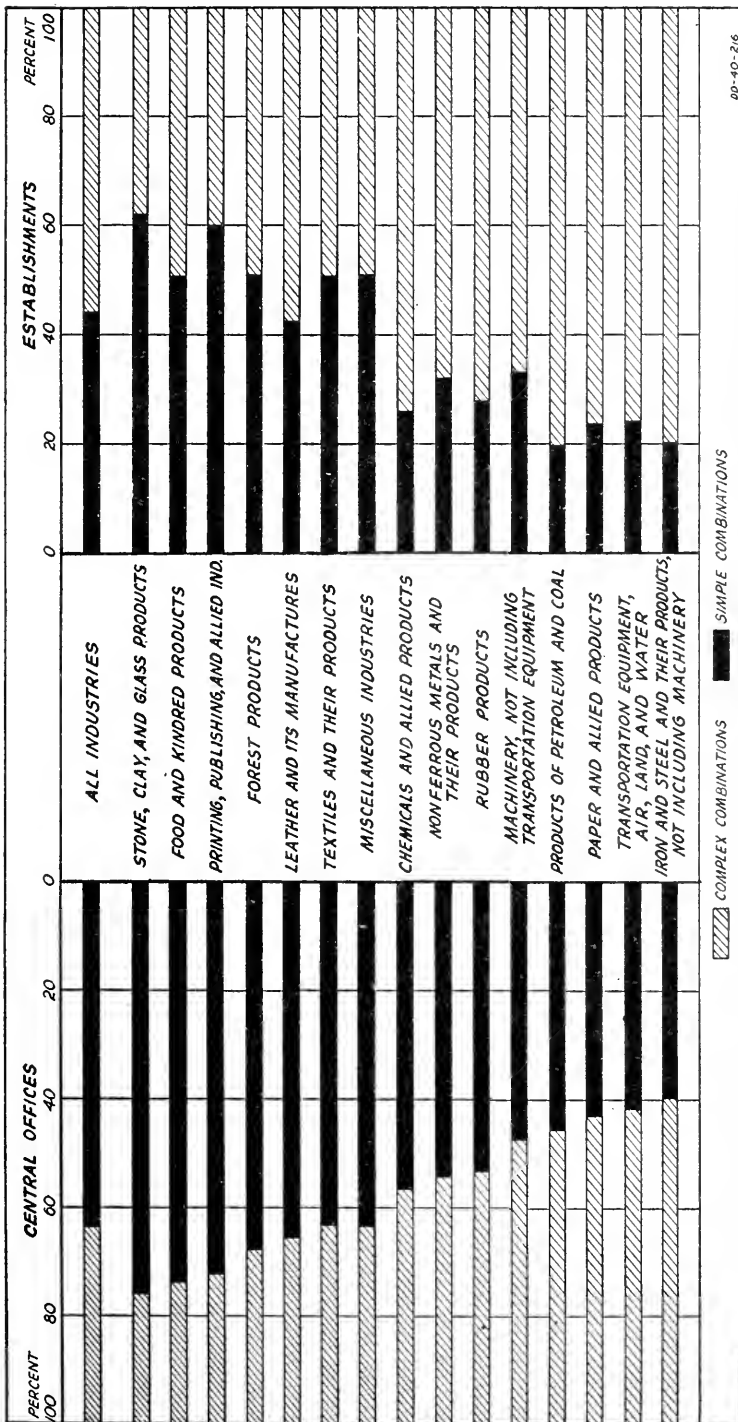 PERCENT CENTRAL OFFICES ESTABLISHMENTS PERCENT
100 80 60 40 20 0 0 20 40 60 80 100
ALL INDUSTRIES
STONE, CLAY, AND GLASS PRODUCTS
FOOD AND KINDRED PRODUCTS
PRINTING, PUBLISHING, AND ALLIED IND.
FOREST PRODUCTS
LEATHER AND ITS MANUFACTURES
TEXTILES AND THEIR PRODUCTS
MISCELLANEOUS INDUSTRIES
CHEMICALS AND ALLIED PRODUCTS
NONFERROUS METALS AND
THEIR PRODUCTS
RUBBER PRODUCTS
MACHINERY, NOT INCLUDING
TRANSPORTATION EQUIPMENT
PRODUCTS OF PETROLEUM AND COAL
PAPER AND ALLIED PRODUCTS
TRANSPORTATION EQUIPMENT,
AIR, LAND, AND WATER
IRON AND STEEL AND THEIR PRODUCTS,
NOT INCLUDING MACHINERY
COMPLEX COMBINATIONS SIMPLE COMBINATIONS
DD-40-216